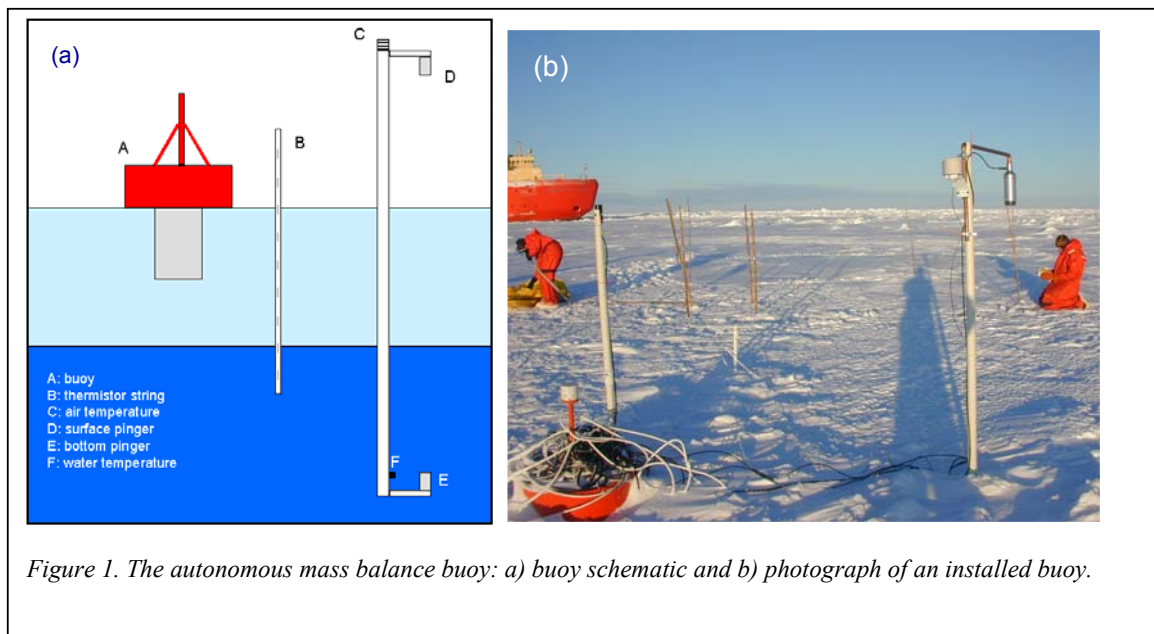 (a)
C
D
A
B
A: buoy
B: thermistor string
C: air temperature
D: surface pinger
E: bottom pinger
F: water temperature
F
E
(b)
Figure 1. The autonomous mass balance buoy: a) buoy schematic and b) photograph of an installed buoy.